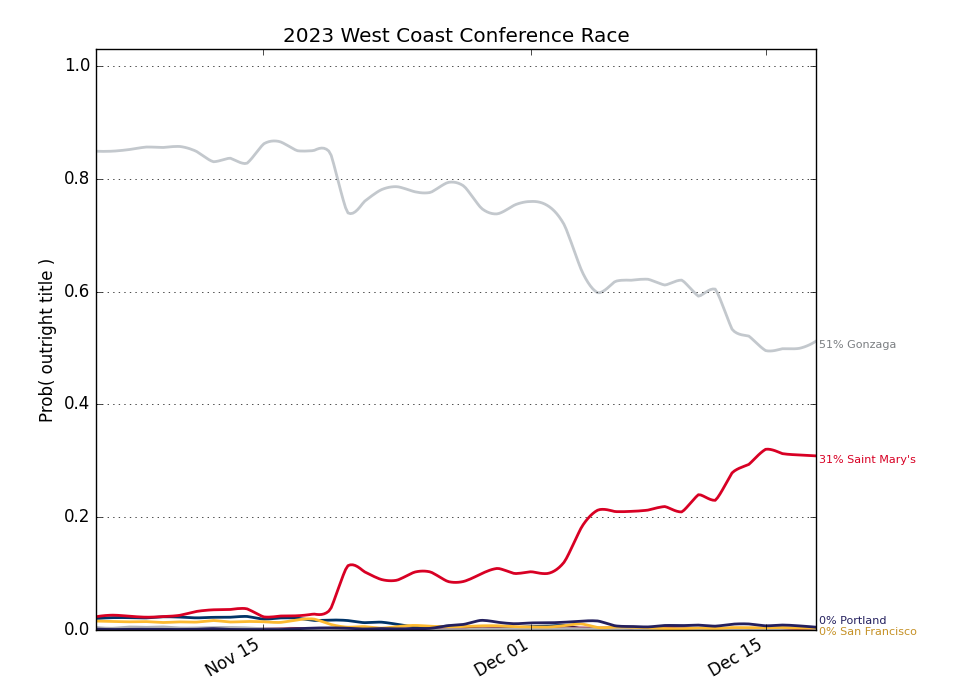 2023 West Coast Conference Race
1.0
0.8
0.6
0.4
0.2
0.0
Prob( outright title )
51% Gonzaga
31% Saint Mary's
0% Portland
0% San Francisco
Nov 15
Dec 01
Dec 15